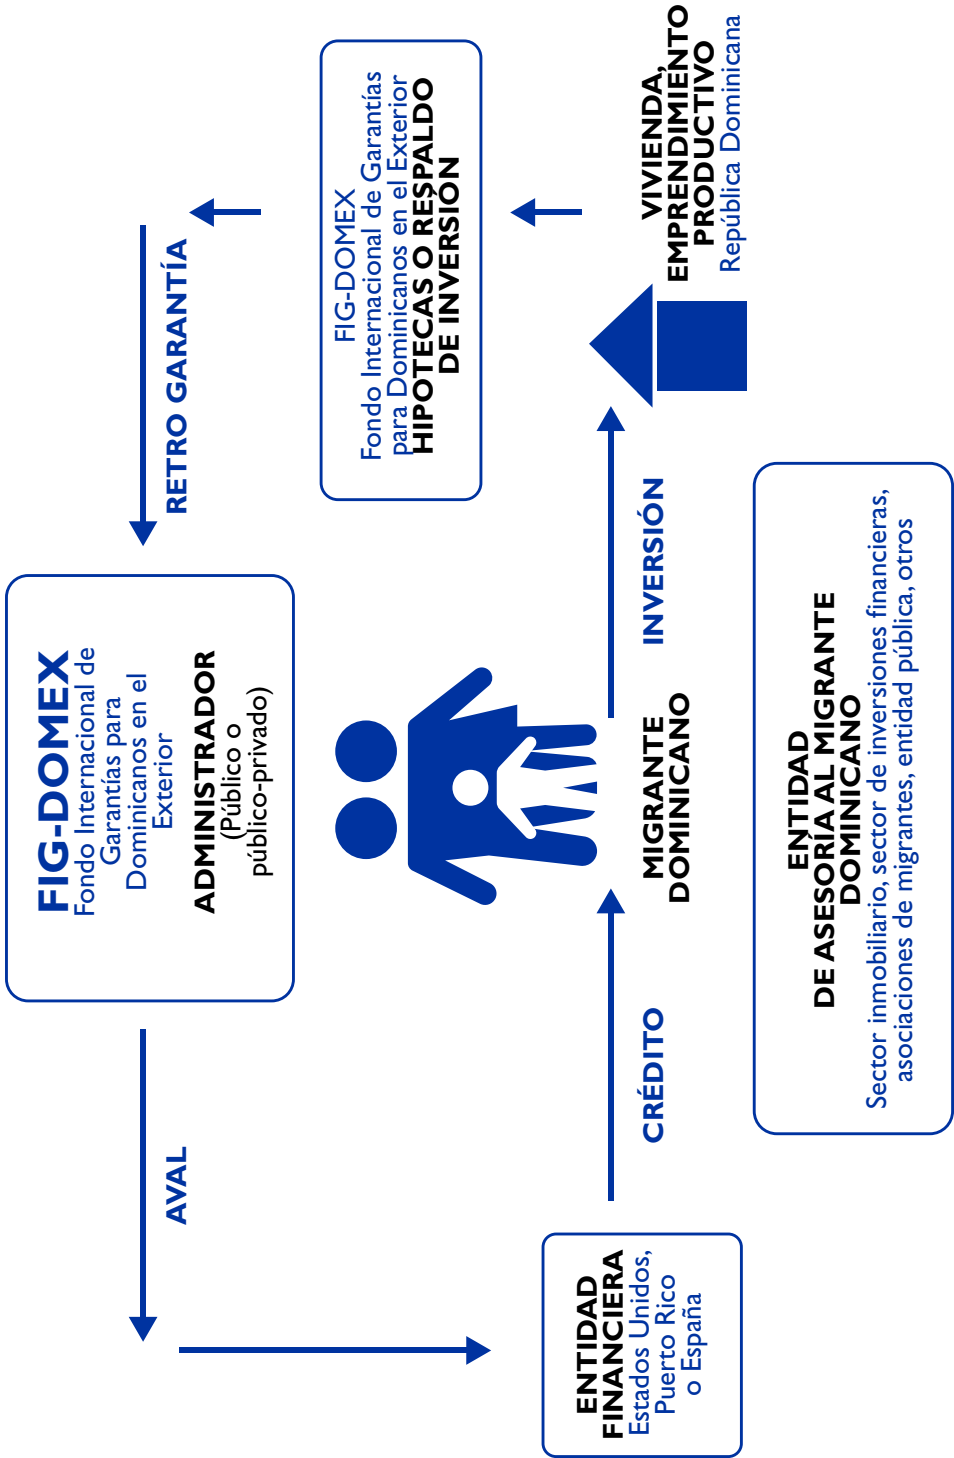 FIG-DOMEX
Fondo Internacional de
Garantías para
Dominicanos en el
Exterior
ADMINISTRADOR
(Público o
público-privado)
AVAL
RETRO GARANTÍA
FIG-DOMEX
Fondo Internacional de Garantías
para Dominicanos en el Exterior
HIPOTECAS O RESPALDO
DE INVERSIÓN
ENTIDAD
FINANCIERA
Estados Unidos,
Puerto Rico
o España
CRÉDITO
MIGRANTE
DOMINICANO
INVERSIÓN
VIVIENDA,
EMPRENDIMIENTO
PRODUCTIVO
República Dominicana
ENTIDAD
DE ASESORÍA AL MIGRANTE
DOMINICANO
Sector inmobiliario, sector de inversiones financieras,
asociaciones de migrantes, entidad pública, otros